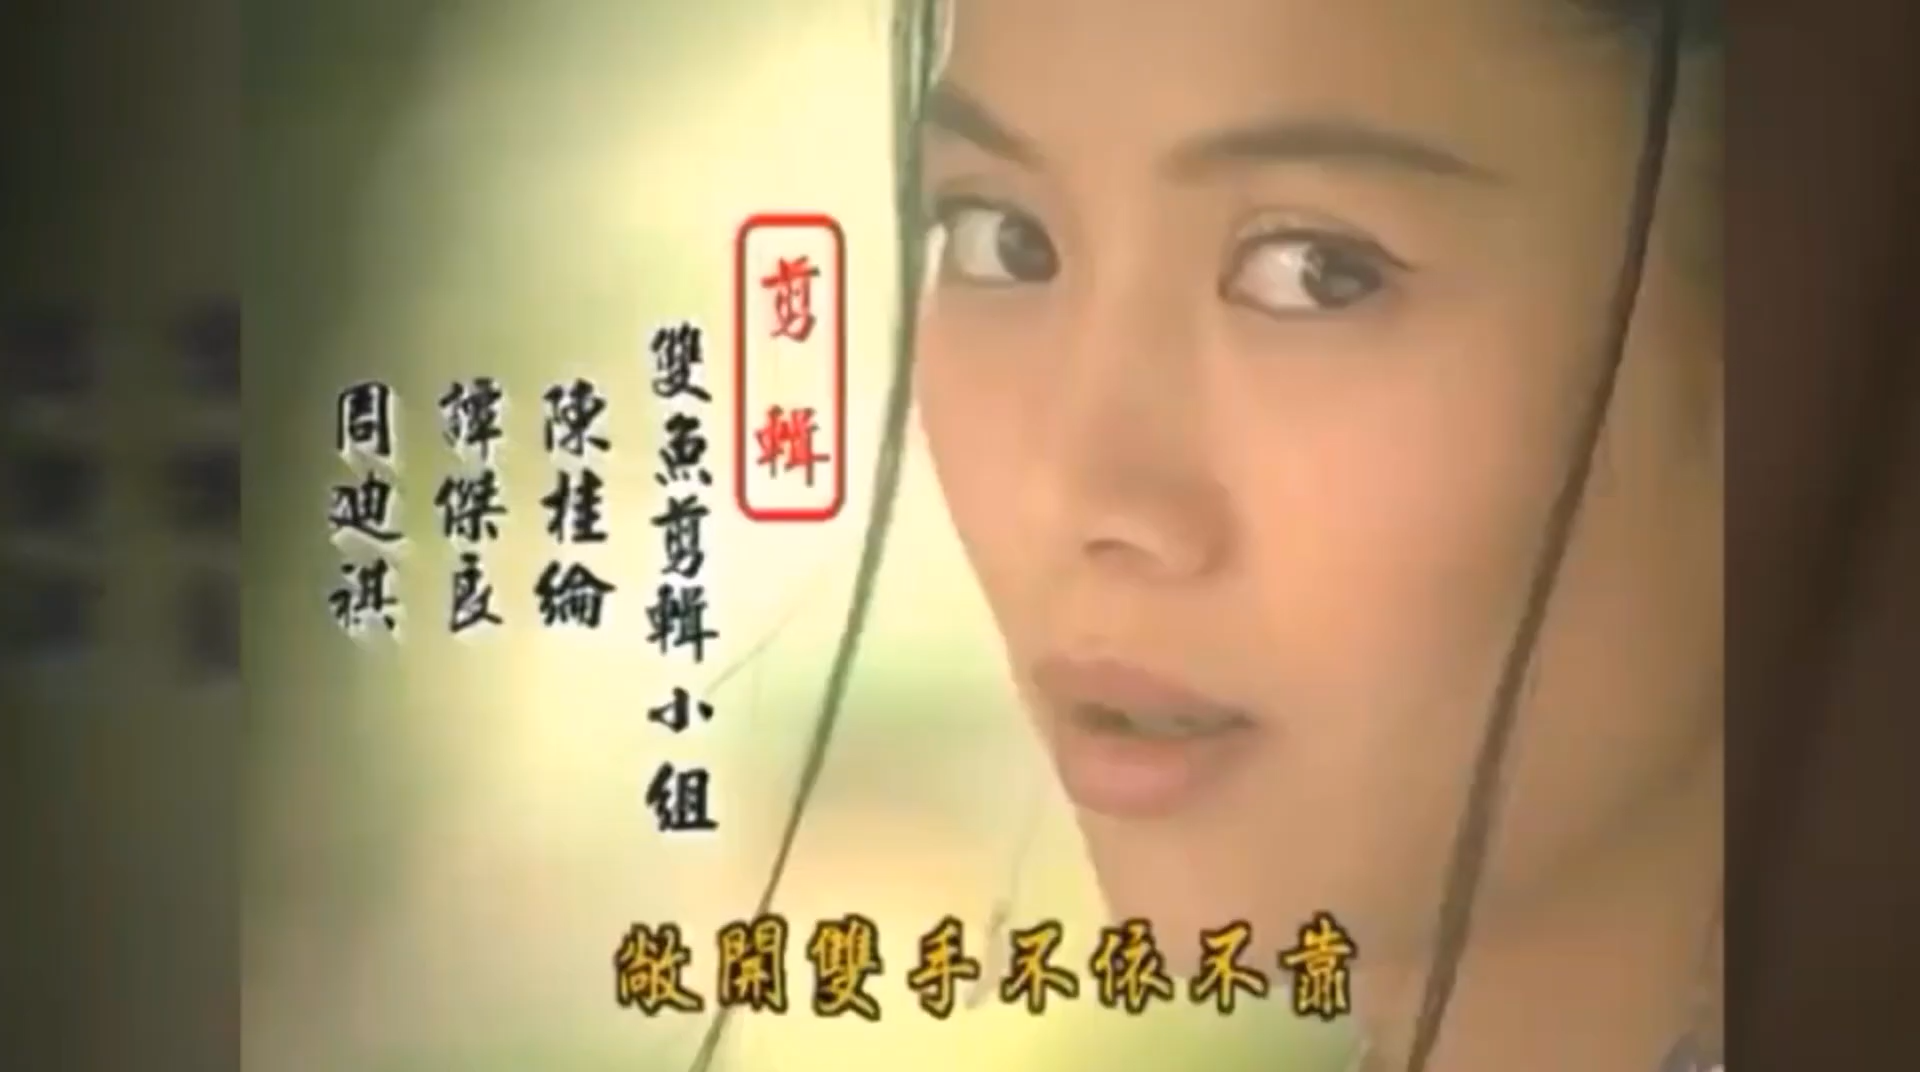 剪輯
雙魚剪輯小組
陳桂綸
譚傑良
周迪祺
敞開雙手不依不靠